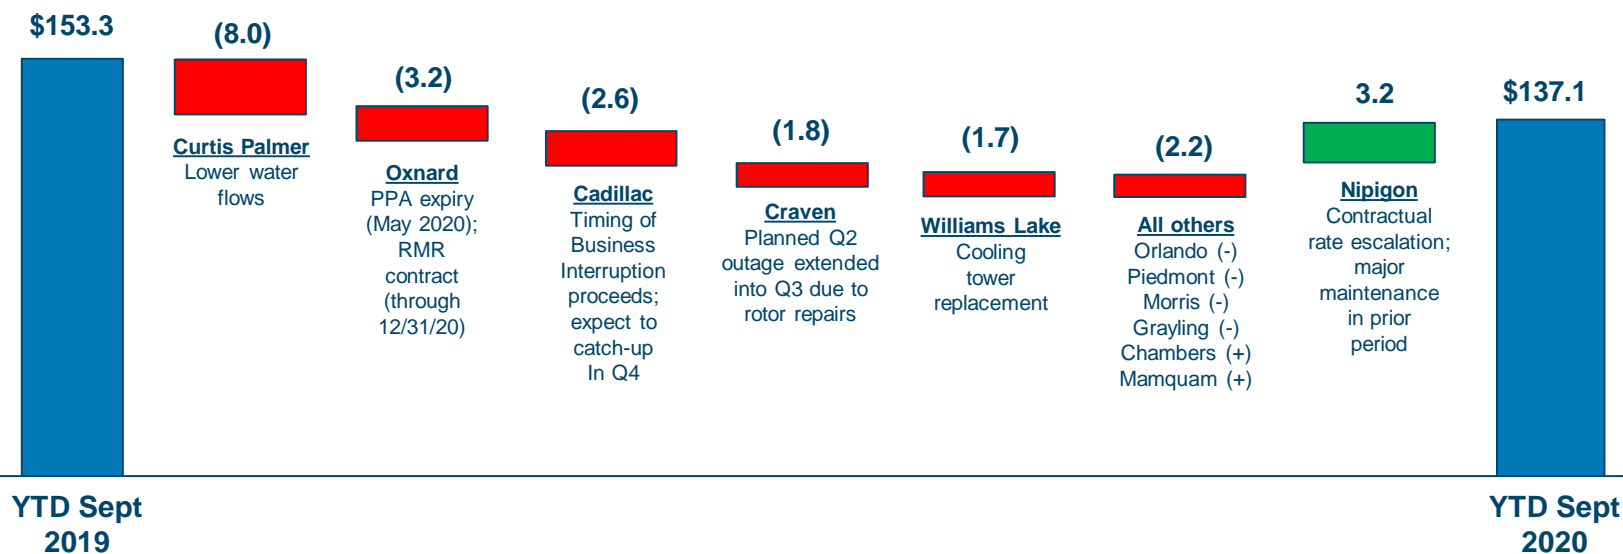 $153.3
(8.0)
Curtis Palmer
Lower water
flows
(3.2)
Oxnard
PPA expiry
(May 2020);
RMR
contract
(through
12/31/20)
(2.6)
Cadillac
Timing of
Business
Interruption
proceeds;
expect to
catch-up
In Q4
(1.8)
Craven
Planned Q2
outage extended
into Q3 due to
rotor repairs
(1.7)
Williams Lake
Cooling
tower
replacement
(2.2)
All others
Orlando (-)
Piedmont (-)
Morris (-)
Grayling (-)
Chambers (+)
Mamquam (+)
3.2
Nipigon
Contractual
rate escalation;
major
maintenance
in prior
period
$137.1
YTD Sept
2019
YTD Sept
2020